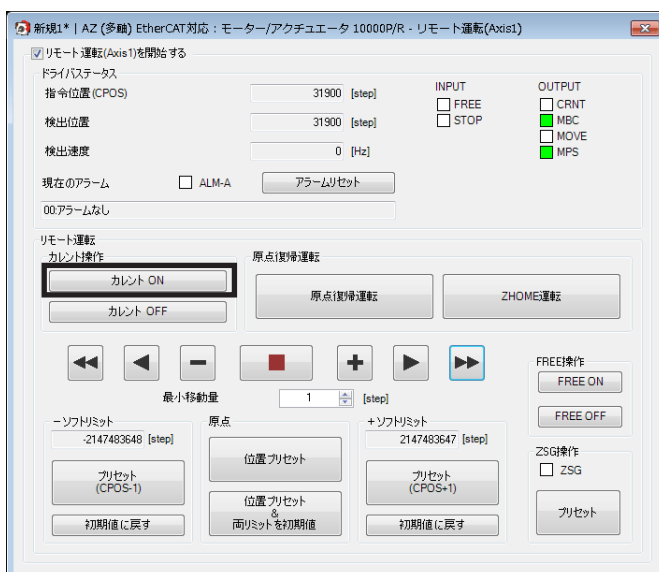 新規1* | AZ (多軸) EtherCAT対応：モーター/アクチュエータ 10000P/R - リモート運転(Axis1)
リモート運転(Axis1)を開始する
ドライバステータス
指令位置(CPOS) 31900 [step]
検出位置 31900 [step]
検出速度 0 [Hz]
INPUT
FREE
STOP
OUTPUT
CRNT
MBC
MOVE
MPS
現在のアラーム ALM-A アラームリセット
00:アラームなし
リモート運転
カレント操作
カレント ON
カレント OFF
原点復帰運転
原点復帰運転
ZHOME運転
最小移動量 1 [step]
FREE操作
FREE ON
FREE OFF
－ソフトリミット
-2147483648 [step]
プリセット
(CPOS-1)
初期値に戻す
原点
位置プリセット
位置プリセット
&
両リミットを初期値
＋ソフトリミット
2147483647 [step]
プリセット
(CPOS+1)
初期値に戻す
ZSG操作
ZSG
プリセット